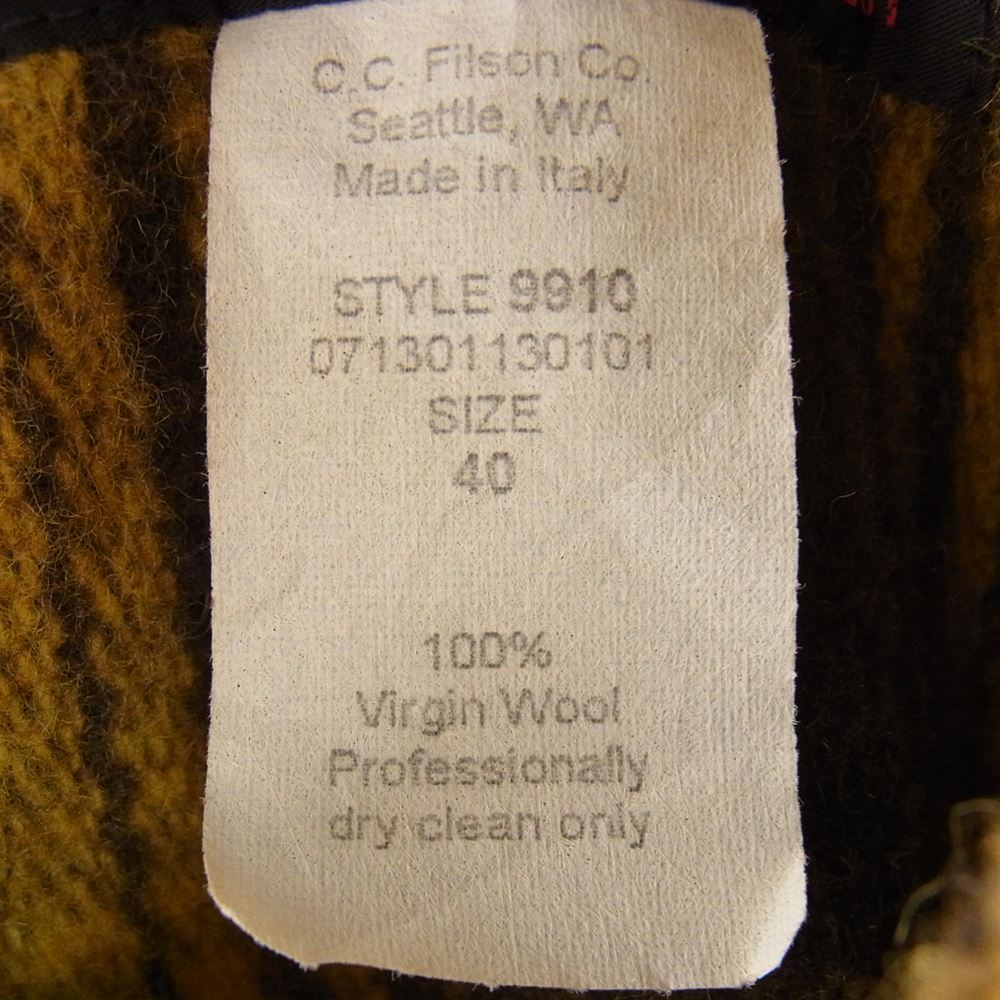 C.C. Filson Co.
Seattle, WA
Made in Italy
STYLE 9910
071301130101
SIZE
40
100%
Virgin Wool
Professionally
dry clean only